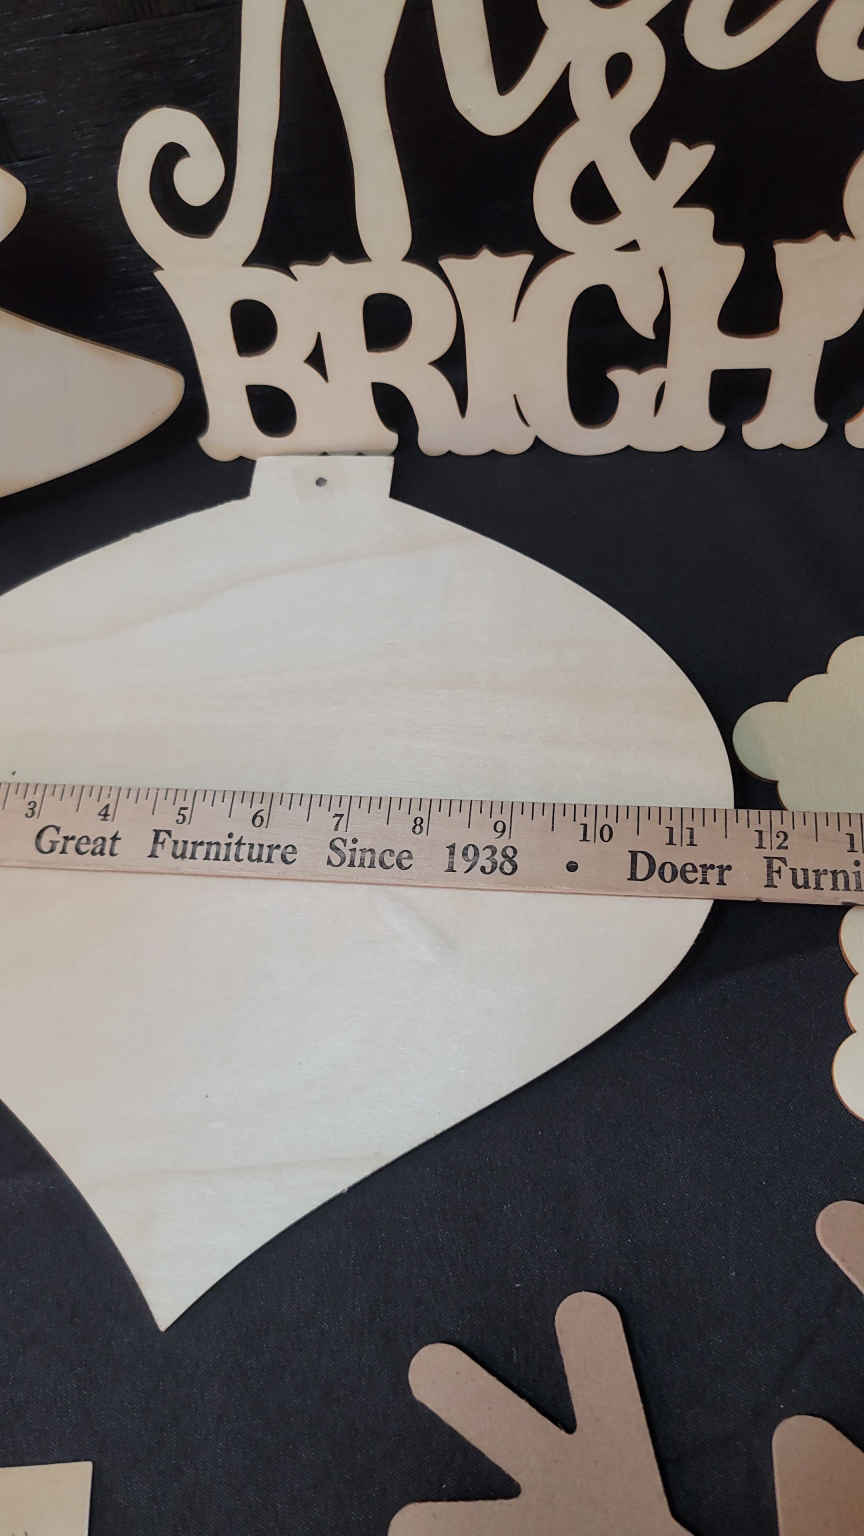 &
BRIGH
3 4 5 6 7 8 9 10 11 12
Great Furniture Since 1938 • Doerr Furni